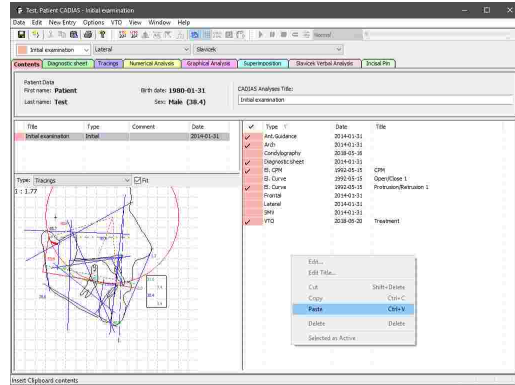 Test, Patient CADIAS - Initial examination
Data Edit New Entry Options VTO View Window Help
Normal
Initial examination Lateral Slavicek
Contents Diagnostic sheet Tracings Numerical Analysis Graphical Analysis Superimposition Slavicek Verbal Analysis Incisal Pin
Patient Data
First name: Patient Birth date: 1980-01-31
Last name: Test Sex: Male (38.4)
CADIAS Analyses Title:
Initial examination
Title Type Comment Date
Initial examination Initial 2014-01-31
Type: Tracings Fit
1 : 1.77
Type Date Title
Ant.Guidance 2014-01-31
Arch 2014-01-31
Condylography 2018-05-16
Diagnostic sheet 2014-01-31
El. CPM 1992-05-15 CPM
El. Curve 1992-05-15 Open/Close 1
El. Curve 1992-05-15 Protrusion/Retrusion 1
Frontal 2014-01-31
Lateral 2014-01-31
SMV 2014-01-31
VTO 2018-06-20 Treatment
Edit...
Edit Title...
Cut Shift+Delete
Copy Ctrl+C
Paste Ctrl+V
Delete Delete
Selected as Active
Insert Clipboard contents